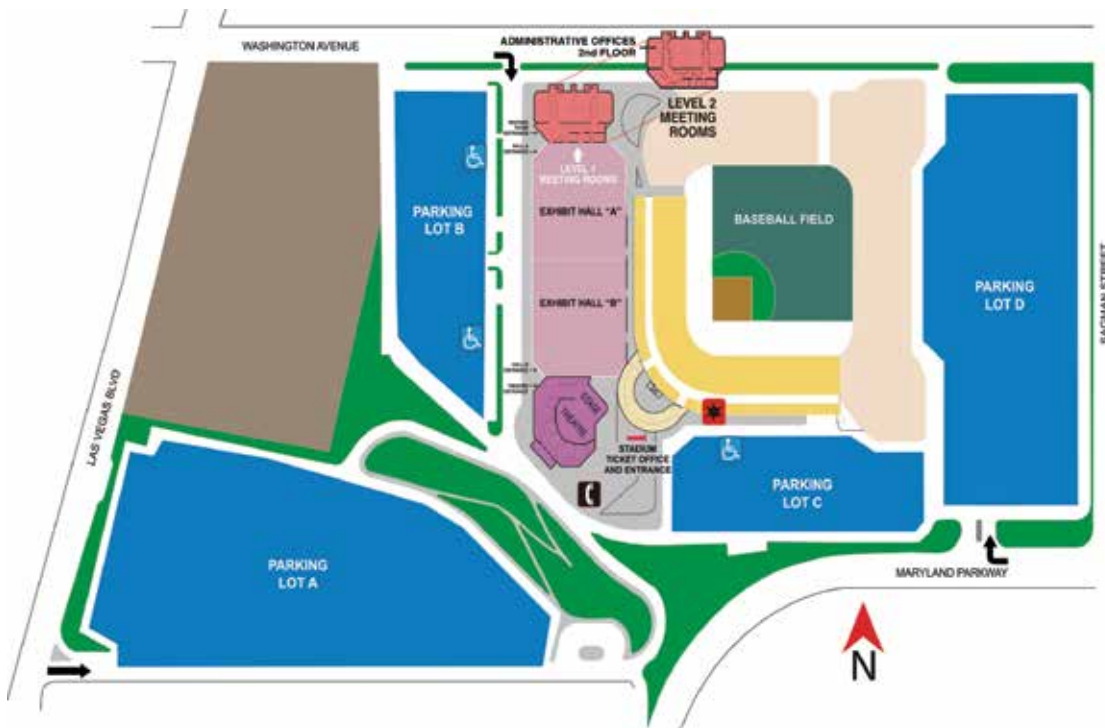 WASHINGTON AVENUE
ADMINISTRATIVE OFFICES
2nd FLOOR
LEVEL 2
MEETING
ROOMS
LEVEL 1
MEETING ROOMS
EXHIBIT HALL "A"
PARKING
LOT B
BASEBALL FIELD
EXHIBIT HALL "B"
PARKING
LOT D
LAS VEGAS BLVD
STAGE
THEATRE
STADIUM
TICKET OFFICE
AND ENTRANCE
PARKING
LOT C
PARKING
LOT A
MARYLAND PARKWAY
N